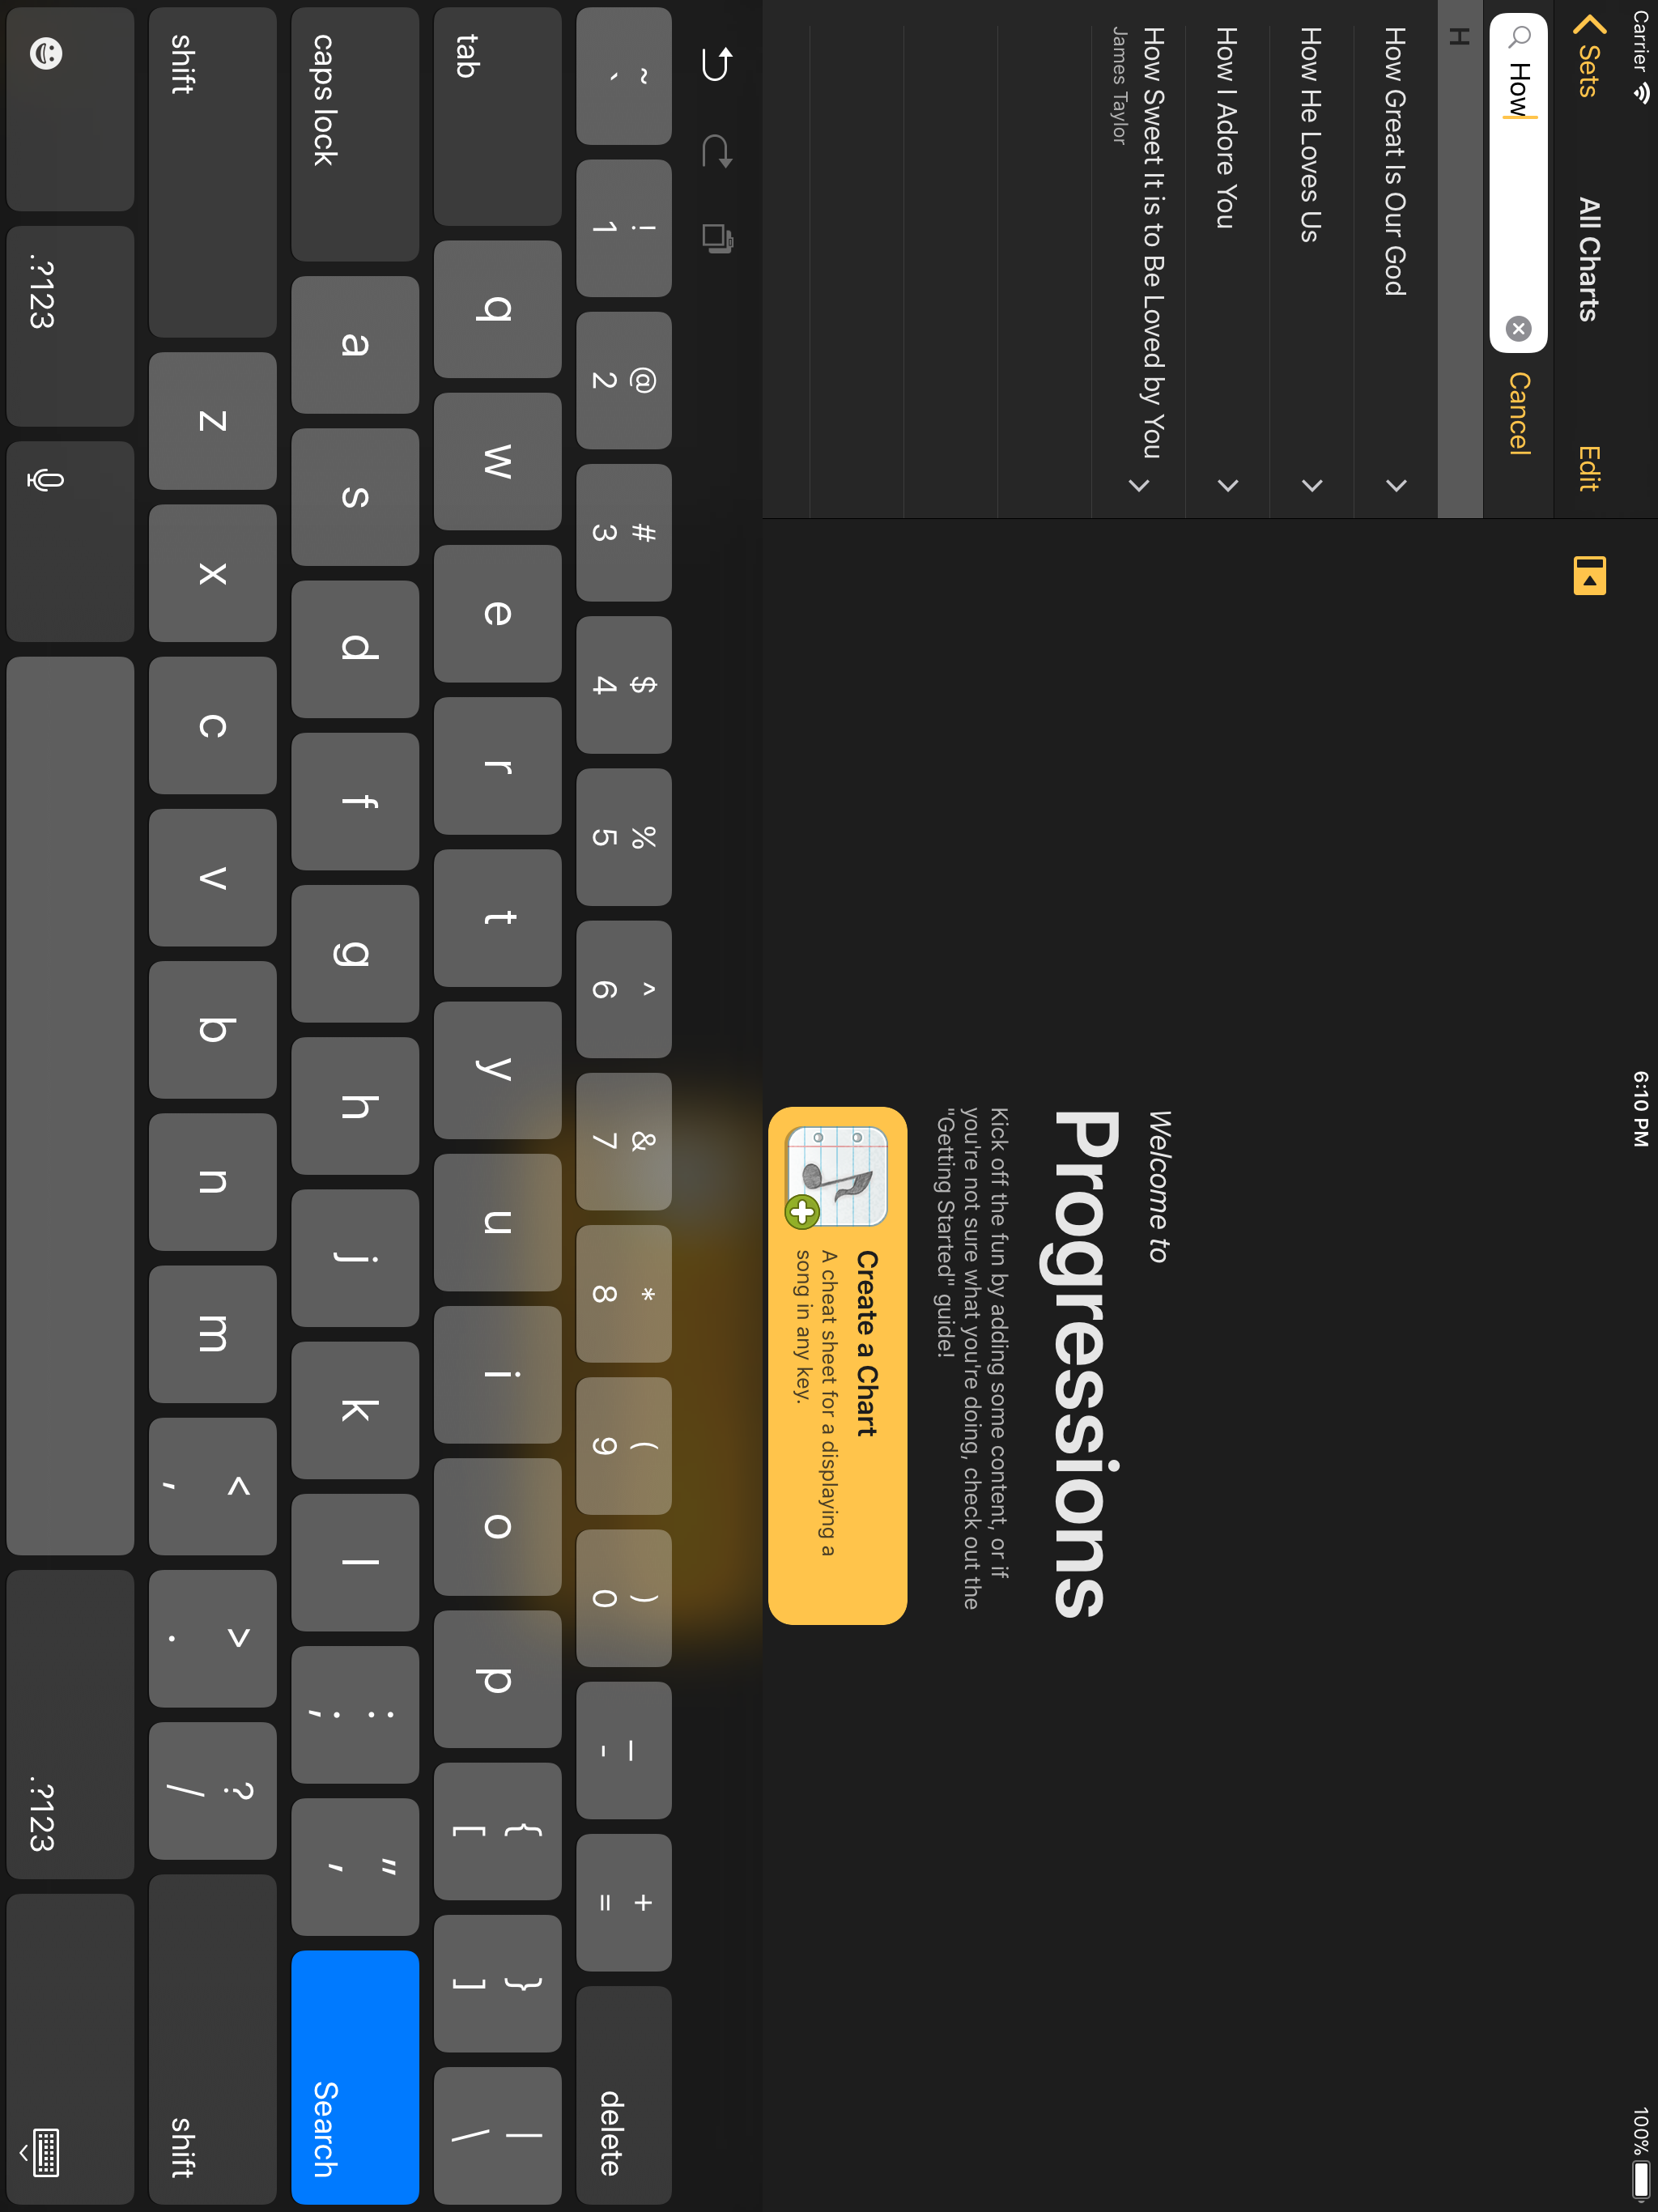 Carrier
6:10 PM
100%
Sets
All Charts
Edit
How
Cancel
H
How Great Is Our God
How He Loves Us
How I Adore You
How Sweet It is to Be Loved by You
James Taylor
Welcome to
Progressions
Kick off the fun by adding some content, or if
you're not sure what you're doing, check out the
"Getting Started" guide!
Create a Chart
A cheat sheet for a displaying a
song in any key.
~ ! @ # $ % ^ & * ( ) _ +
` 1 2 3 4 5 6 7 8 9 0 - = delete
tab q w e r t y u i o p { } |
[ ] \
caps lock a s d f g h j k l : "
; ' Search
shift z x c v b n m < > ?
, . / shift
.?123 .?123